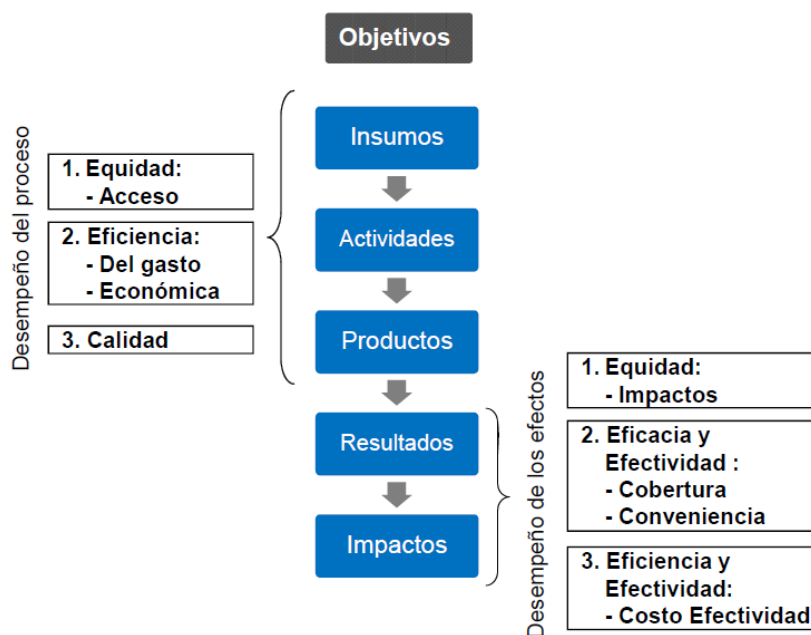 Objetivos
Insumos
Actividades
Productos
Resultados
Impactos
Desempeño del proceso
1. Equidad:
- Acceso
2. Eficiencia:
- Del gasto
- Económica
3. Calidad
Desempeño de los efectos
1. Equidad:
- Impactos
2. Eficacia y
Efectividad :
- Cobertura
- Conveniencia
3. Eficiencia y
Efectividad:
- Costo Efectividad